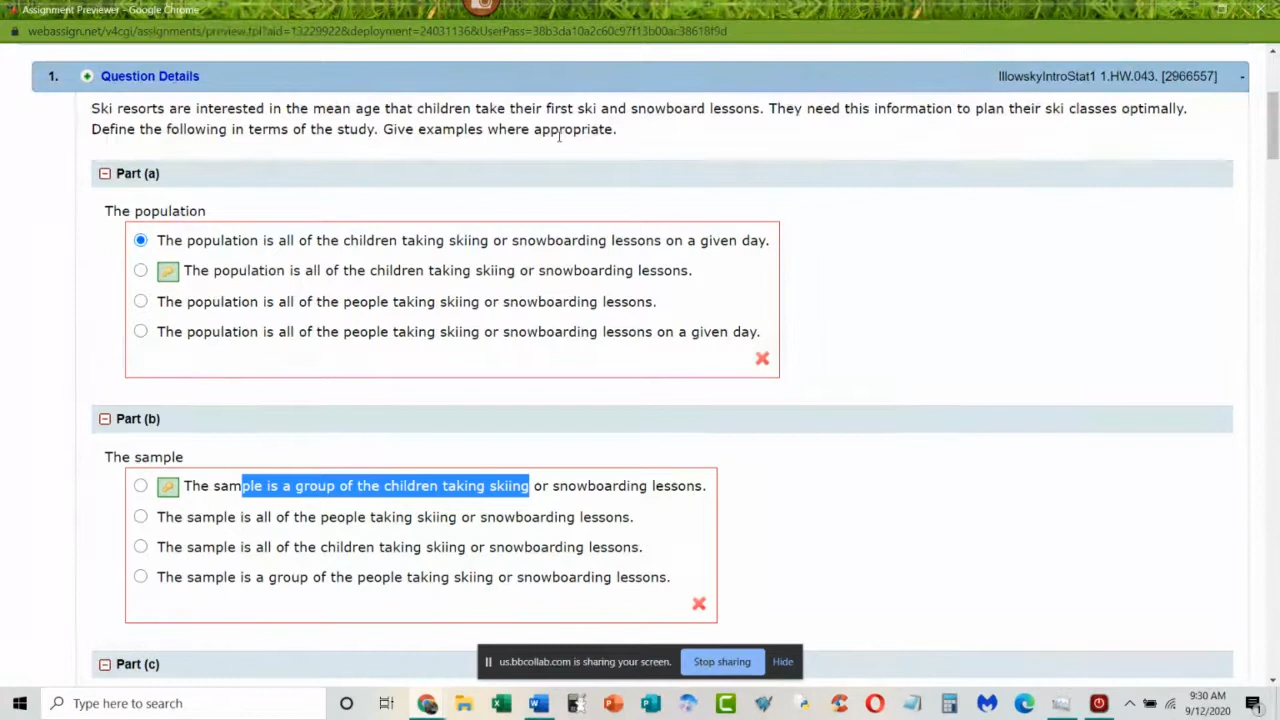 Assignment Previewer - Google Chrome
webassign.net/v4cgi/assignments/preview.tpl?aid=13229922&deployment=24031136&UserPass=38b3da10a2c60c97f13b00ac38618f9d
1. Question Details IllowskyIntroStat1 1.HW.043. [2966557] -
Ski resorts are interested in the mean age that children take their first ski and snowboard lessons. They need this information to plan their ski classes optimally.
Define the following in terms of the study. Give examples where appropriate.
Part (a)
The population
The population is all of the children taking skiing or snowboarding lessons on a given day.
The population is all of the children taking skiing or snowboarding lessons.
The population is all of the people taking skiing or snowboarding lessons.
The population is all of the people taking skiing or snowboarding lessons on a given day.
Part (b)
The sample
The sample is a group of the children taking skiing or snowboarding lessons.
The sample is all of the people taking skiing or snowboarding lessons.
The sample is all of the children taking skiing or snowboarding lessons.
The sample is a group of the people taking skiing or snowboarding lessons.
us.bbcollab.com is sharing your screen. Stop sharing Hide
Part (c)
Type here to search
9:30 AM
9/12/2020